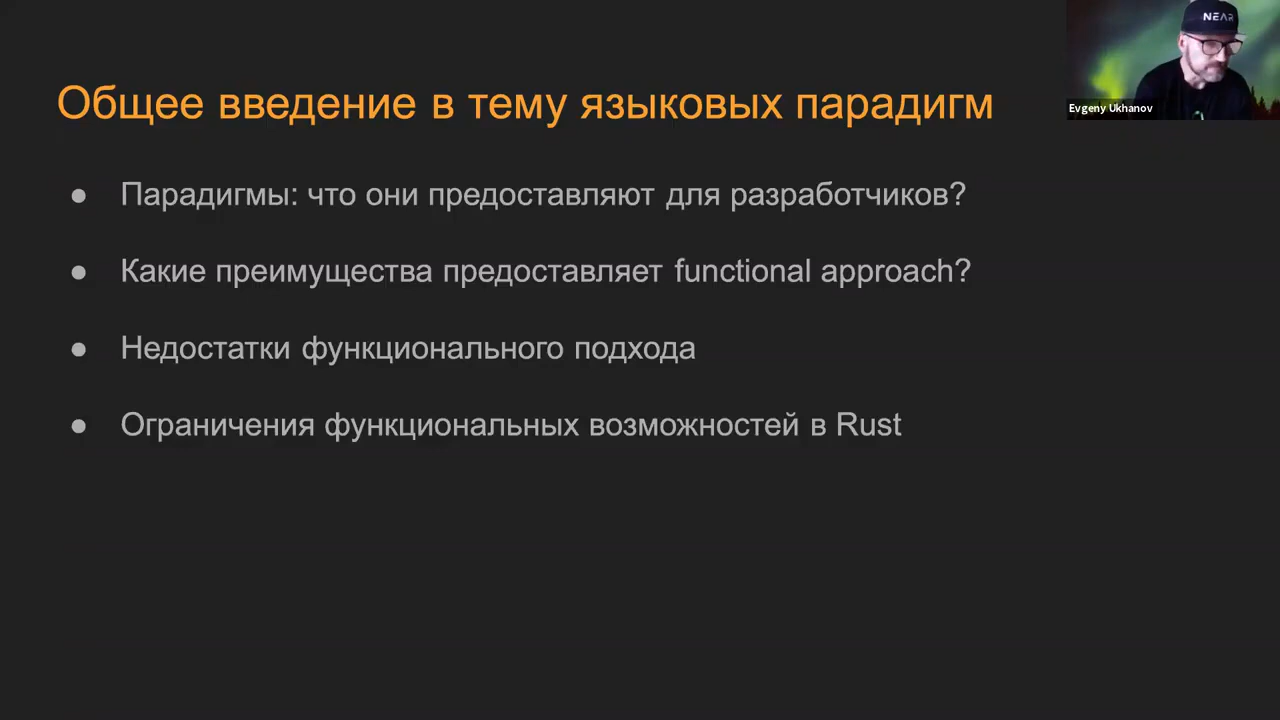 Общее введение в тему языковых парадигм
● Парадигмы: что они предоставляют для разработчиков?
● Какие преимущества предоставляет functional approach?
● Недостатки функционального подхода
● Ограничения функциональных возможностей в Rust
NEAR
Evgeny Ukhanov